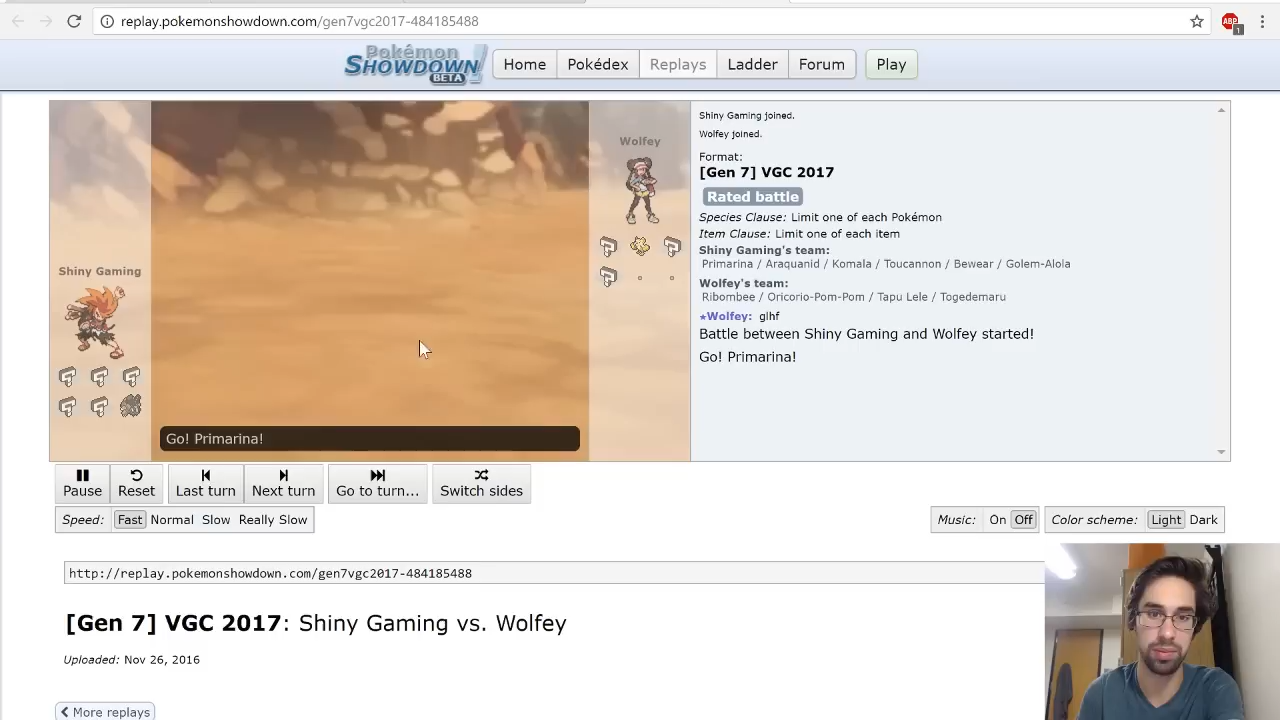 replay.pokemonshowdown.com/gen7vgc2017-484185488
ABP
1
Pokémon
SHOWDOWN!
BETA
Home
Pokédex
Replays
Ladder
Forum
Play
Wolfey
Shiny Gaming
Go! Primarina!
Shiny Gaming joined.
Wolfey joined.
Format:
[Gen 7] VGC 2017
Rated battle
Species Clause: Limit one of each Pokémon
Item Clause: Limit one of each item
Shiny Gaming's team:
Primarina / Araquanid / Komala / Toucannon / Bewear / Golem-Alola
Wolfey's team:
Ribombee / Oricorio-Pom-Pom / Tapu Lele / Togedemaru
★Wolfey: glhf
Battle between Shiny Gaming and Wolfey started!
Go! Primarina!
Pause
Reset
Last turn
Next turn
Go to turn...
Switch sides
Speed: Fast Normal Slow Really Slow
Music: On Off
Color scheme: Light Dark
http://replay.pokemonshowdown.com/gen7vgc2017-484185488
[Gen 7] VGC 2017: Shiny Gaming vs. Wolfey
Uploaded: Nov 26, 2016
More replays